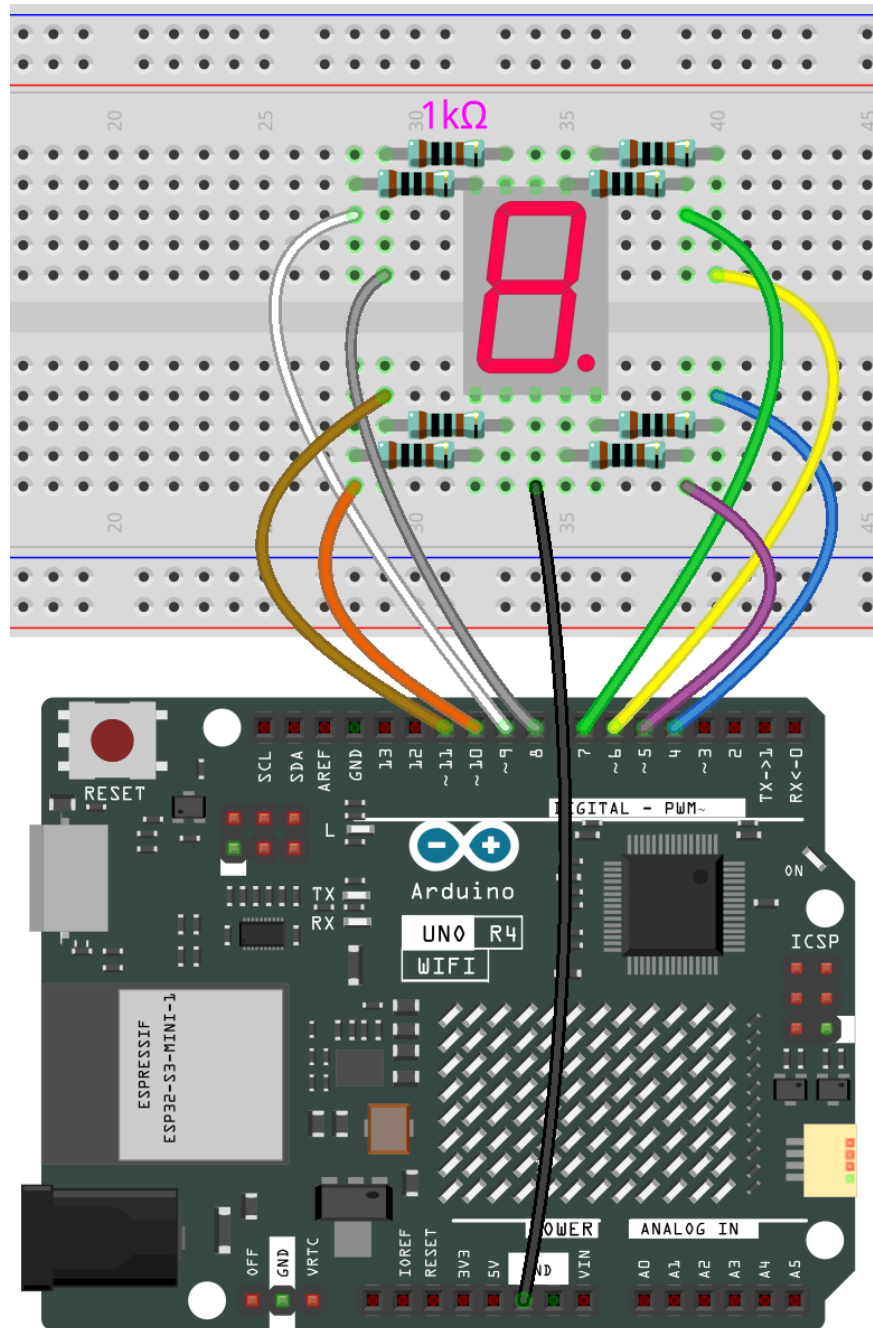 20
25
30
35
40
45
1kΩ
20
25
30
35
40
45
RESET
SCL
SDA
AREF
GND
13
12
~11
~10
~9
8
7
~6
~5
4
~3
2
TX->1
RX<-0
DIGITAL - PWM~
L
TX
RX
Arduino
UNO R4
WIFI
ON
ICSP
ESPRESSIF
ESP32-S3-MINI-1
POWER
ANALOG IN
OFF
GND
VRTC
IOREF
RESET
3V3
5V
GND
VIN
A0
A1
A2
A3
A4
A5